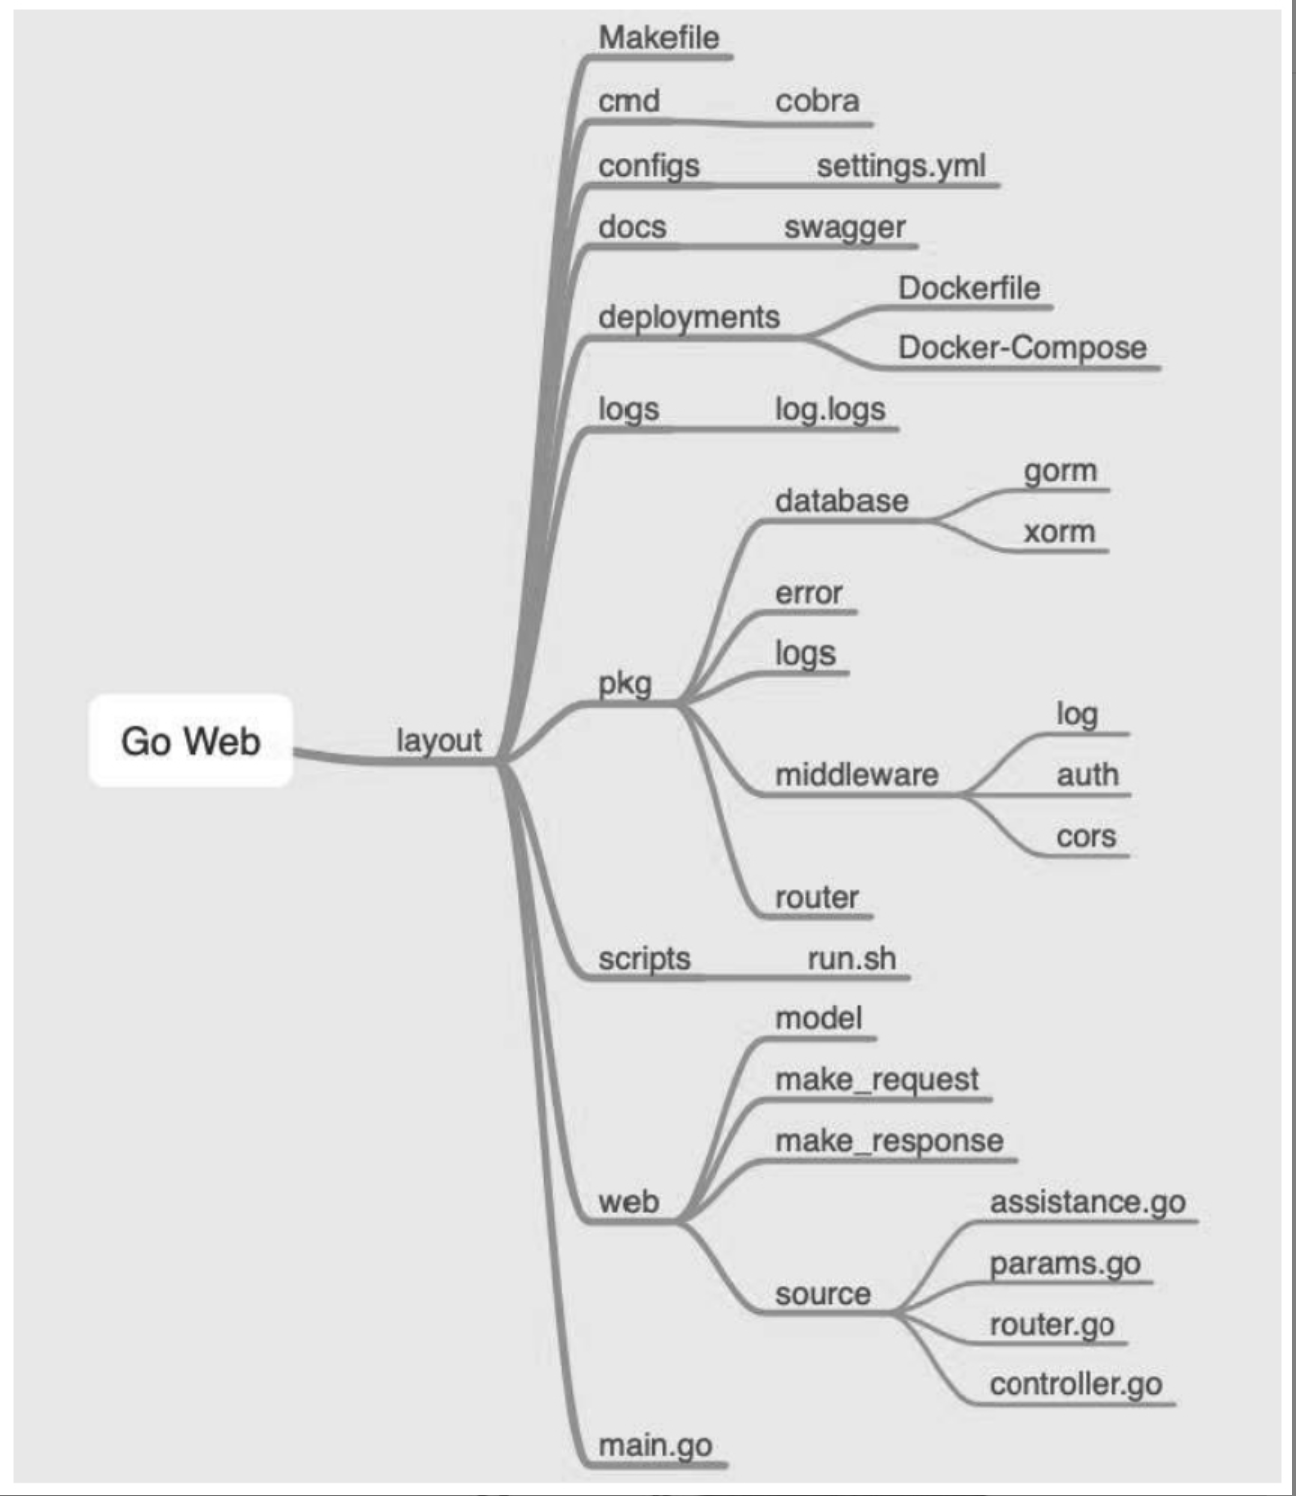 Makefile
cmd cobra
configs settings.yml
docs swagger
Dockerfile
deployments
Docker-Compose
logs log.logs
gorm
database
xorm
error
logs
pkg
log
Go Web layout
middleware auth
cors
router
scripts run.sh
model
make_request
make_response
web assistance.go
params.go
source
router.go
controller.go
main.go